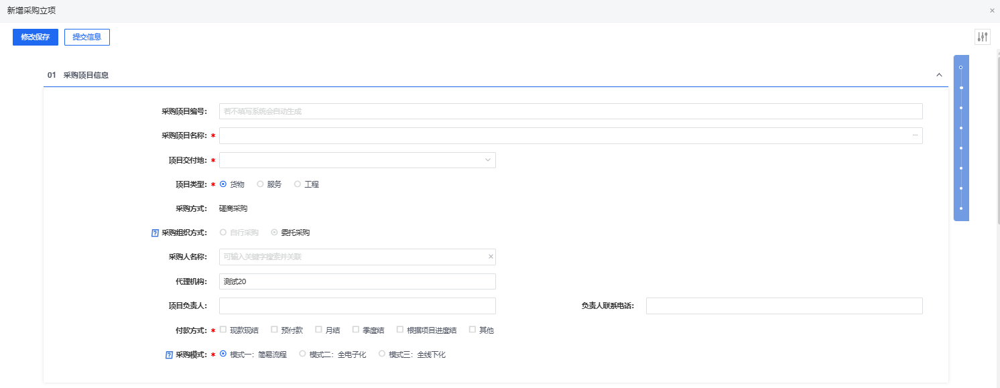 新增采购立项
修改保存 提交信息
01 采购项目信息
采购项目编号： 若不填写系统会自动生成
采购项目名称：*
项目交付地：*
项目类型：* 货物 服务 工程
采购方式： 磋商采购
采购组织方式： 自行采购 委托采购
采购人名称： 可输入关键字搜索并关联
代理机构： 测试20
项目负责人： 负责人联系电话：
付款方式：* 现款现结 预付款 月结 季度结 根据项目进度结 其他
采购模式：* 模式一：简易流程 模式二：全电子化 模式三：全线下化